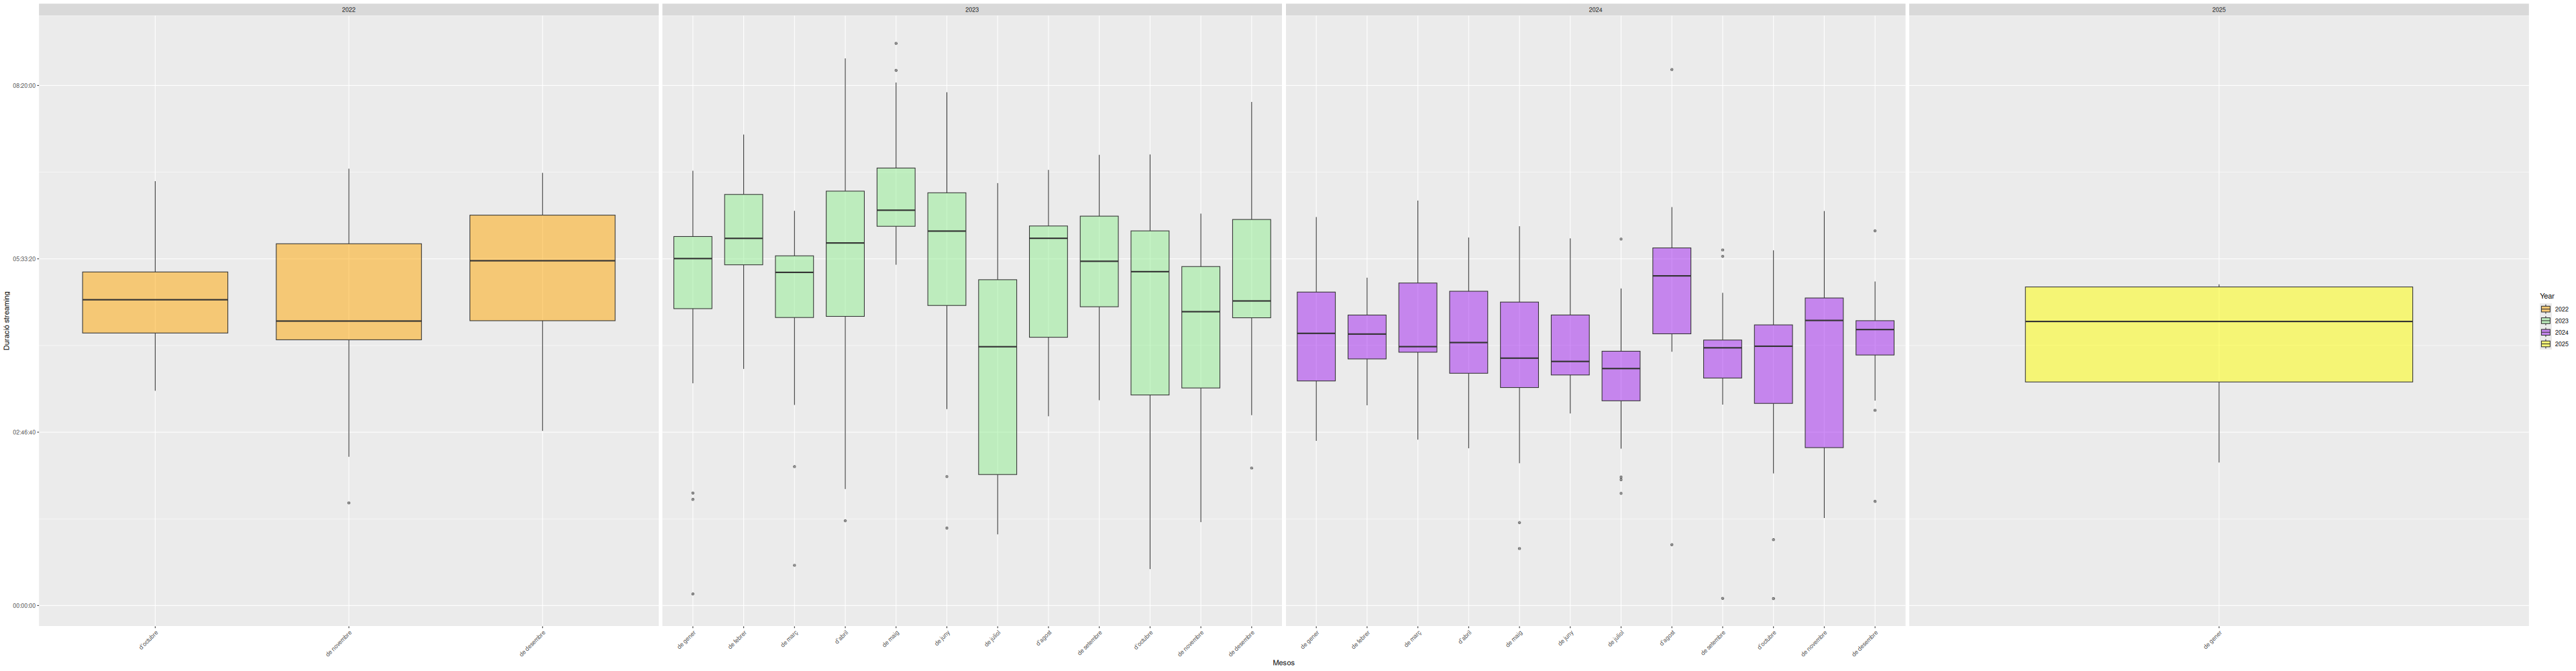 2022
2023
2024
2025
Duració streaming
08:20:00
05:33:20
02:46:40
00:00:00
d'octubre
de novembre
de desembre
de gener
de febrer
de març
d'abril
de maig
de juny
de juliol
d'agost
de setembre
d'octubre
de novembre
de desembre
de gener
de febrer
de març
d'abril
de maig
de juny
de juliol
d'agost
de setembre
d'octubre
de novembre
de desembre
de gener
Mesos
Year
2022
2023
2024
2025